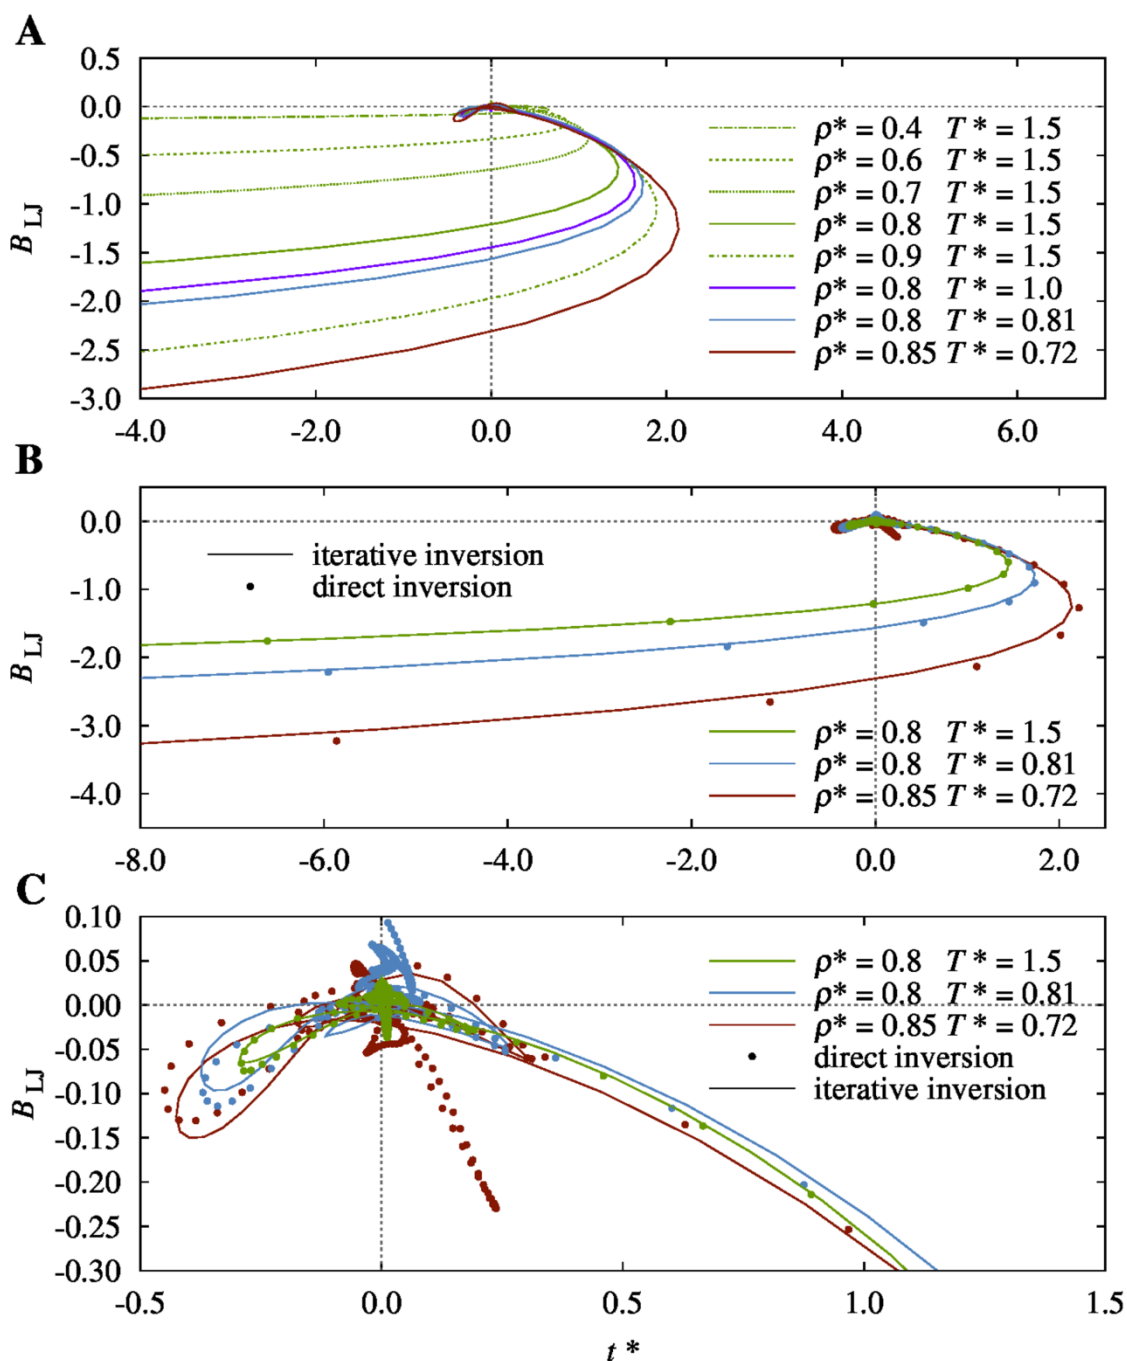 A
0.5
0.0
-0.5
-1.0
-1.5
-2.0
-2.5
-3.0
B_LJ
ρ* = 0.4 T* = 1.5
ρ* = 0.6 T* = 1.5
ρ* = 0.7 T* = 1.5
ρ* = 0.8 T* = 1.5
ρ* = 0.9 T* = 1.5
ρ* = 0.8 T* = 1.0
ρ* = 0.8 T* = 0.81
ρ* = 0.85 T* = 0.72
-4.0 -2.0 0.0 2.0 4.0 6.0
B
0.0
-1.0
-2.0
-3.0
-4.0
B_LJ
iterative inversion
direct inversion
ρ* = 0.8 T* = 1.5
ρ* = 0.8 T* = 0.81
ρ* = 0.85 T* = 0.72
-8.0 -6.0 -4.0 -2.0 0.0 2.0
C
0.10
0.05
0.00
-0.05
-0.10
-0.15
-0.20
-0.25
-0.30
B_LJ
ρ* = 0.8 T* = 1.5
ρ* = 0.8 T* = 0.81
ρ* = 0.85 T* = 0.72
direct inversion
iterative inversion
-0.5 0.0 0.5 1.0 1.5
t*